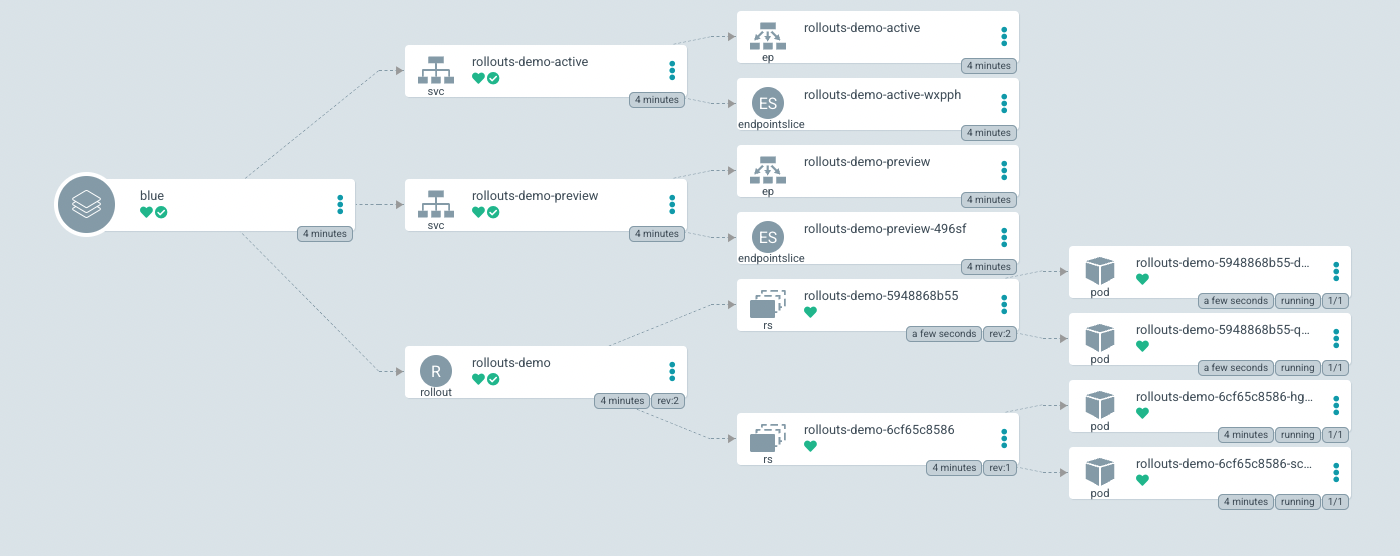 blue
4 minutes
svc
rollouts-demo-active
4 minutes
svc
rollouts-demo-preview
4 minutes
R
rollout
rollouts-demo
4 minutes
rev:2
ep
rollouts-demo-active
4 minutes
ES
endpointslice
rollouts-demo-active-wxpph
4 minutes
ep
rollouts-demo-preview
4 minutes
ES
endpointslice
rollouts-demo-preview-496sf
4 minutes
rs
rollouts-demo-5948868b55
a few seconds
rev:2
rs
rollouts-demo-6cf65c8586
4 minutes
rev:1
pod
rollouts-demo-5948868b55-d...
a few seconds
running
1/1
pod
rollouts-demo-5948868b55-q...
a few seconds
running
1/1
pod
rollouts-demo-6cf65c8586-hg...
4 minutes
running
1/1
pod
rollouts-demo-6cf65c8586-sc...
4 minutes
running
1/1